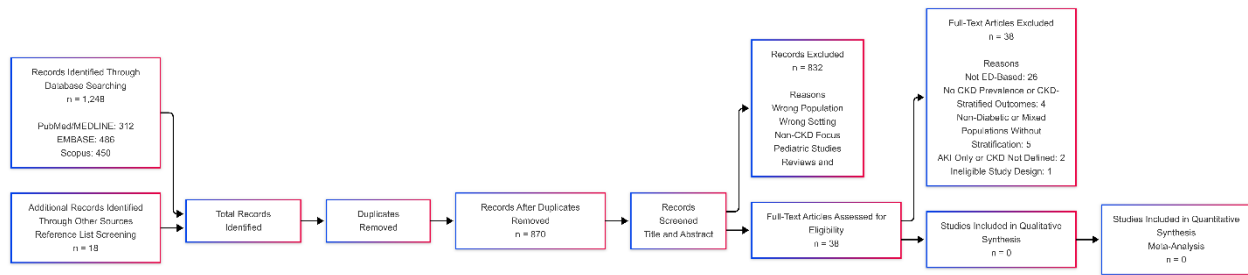 Records Identified Through
Database Searching
n = 1,248
PubMed/MEDLINE: 312
EMBASE: 486
Scopus: 450
Additional Records Identified
Through Other Sources
Reference List Screening
n = 18
Total Records
Identified
Duplicates
Removed
Records After Duplicates
Removed
n = 870
Records
Screened
Title and Abstract
Records Excluded
n = 832
Reasons
Wrong Population
Wrong Setting
Non-CKD Focus
Pediatric Studies
Reviews and
Full-Text Articles Assessed for
Eligibility
n = 38
Full-Text Articles Excluded
n = 38
Reasons
Not ED-Based: 26
No CKD Prevalence or CKD-
Stratified Outcomes: 4
Non-Diabetic or Mixed
Populations Without
Stratification: 5
AKI Only or CKD Not Defined: 2
Ineligible Study Design: 1
Studies Included in Qualitative
Synthesis
n = 0
Studies Included in Quantitative
Synthesis
Meta-Analysis
n = 0